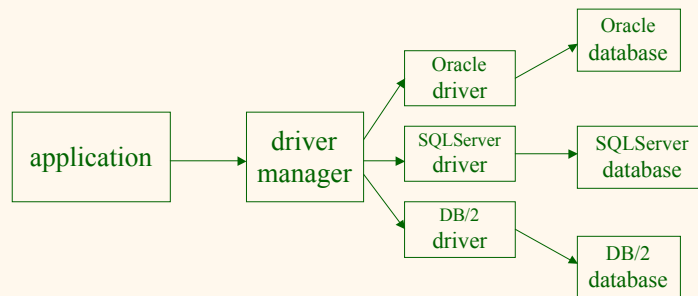 application
driver
manager
Oracle
driver
SQLServer
driver
DB/2
driver
Oracle
database
SQLServer
database
DB/2
database